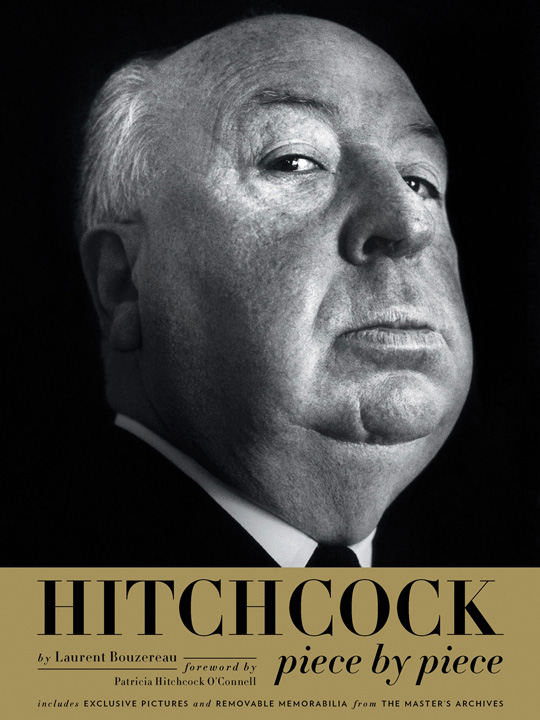 HITCHCOCK
by Laurent Bouzereau
foreword by
Patricia Hitchcock O'Connell
piece by piece
includes EXCLUSIVE PICTURES and REMOVABLE MEMORABILIA from THE MASTER'S ARCHIVES